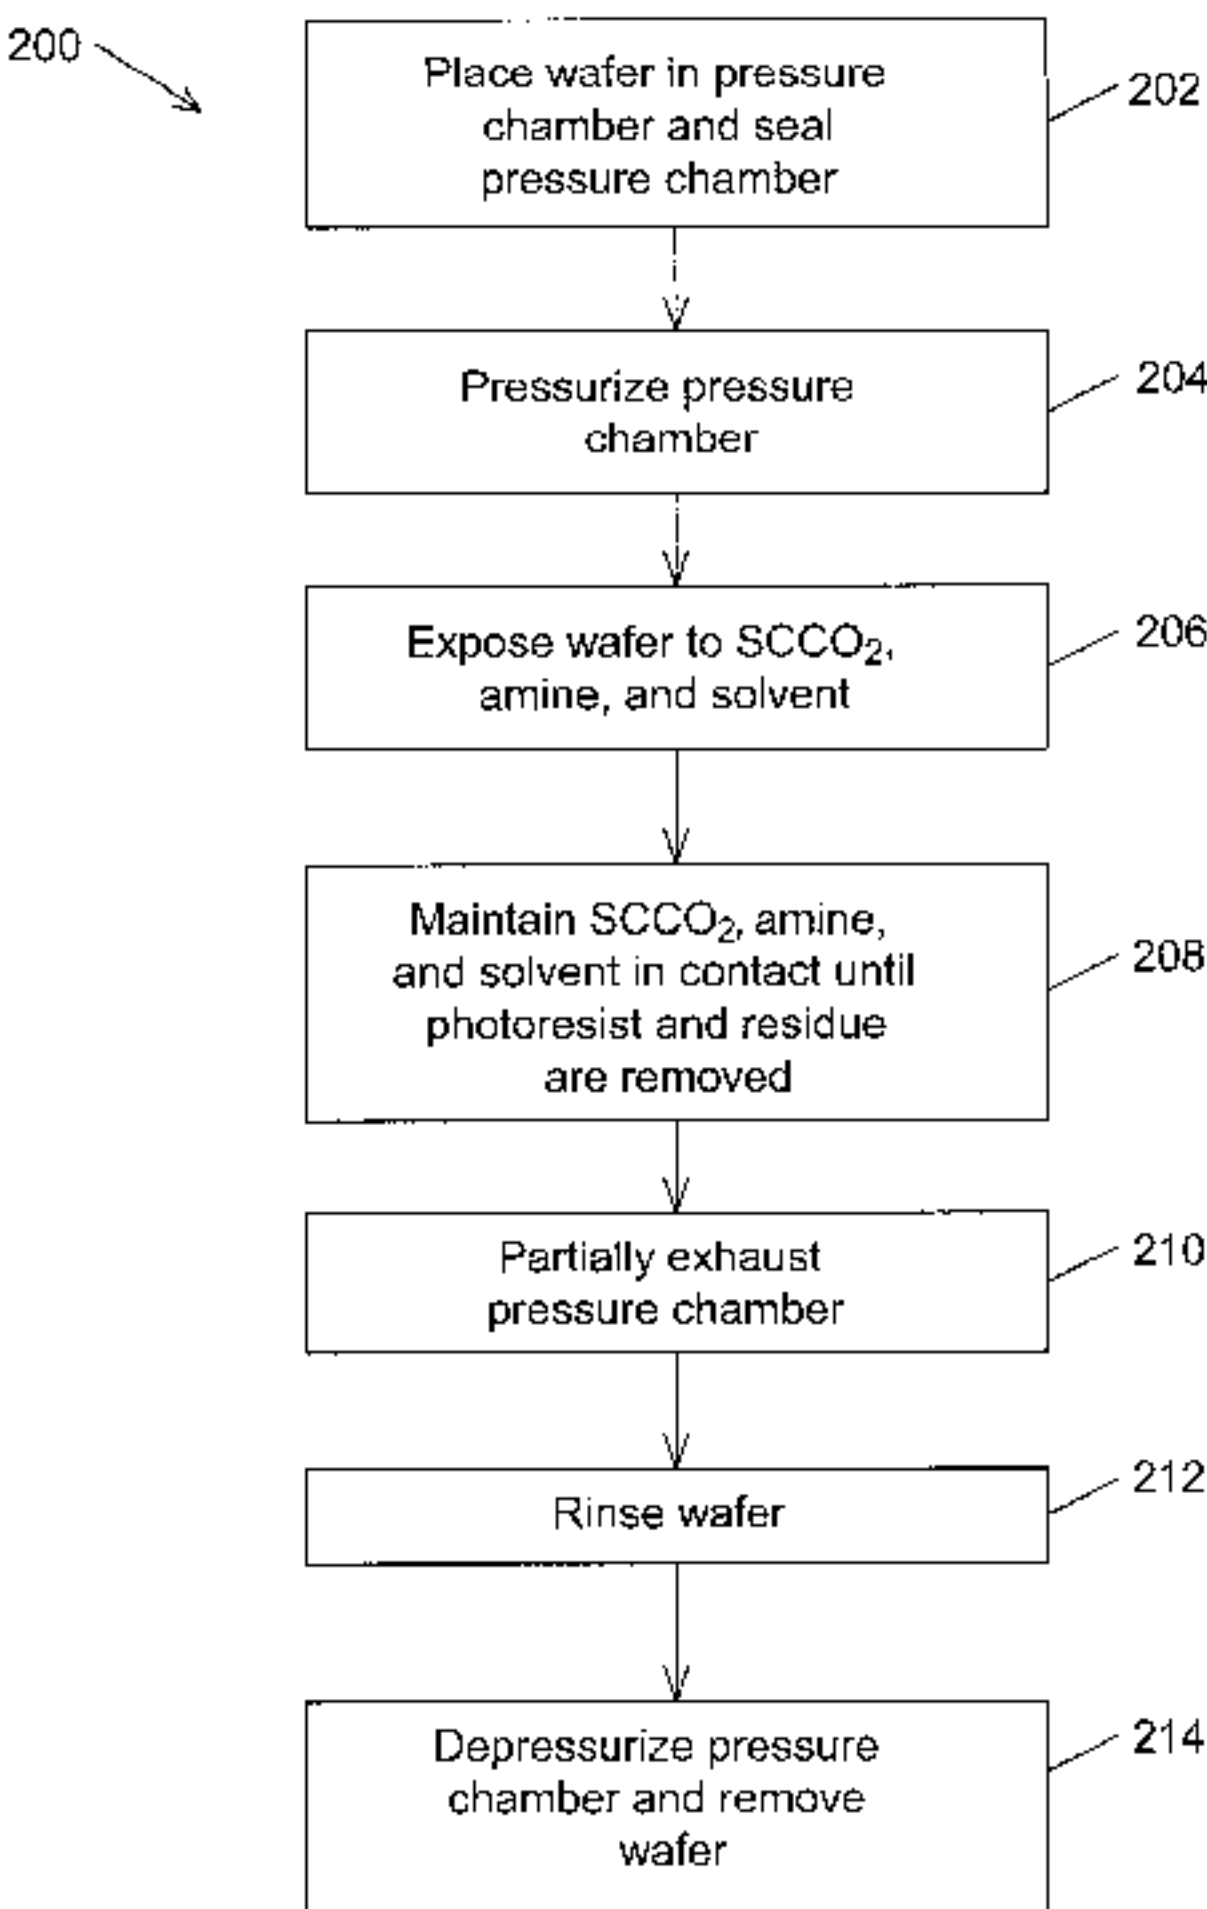 200
Place wafer in pressure
chamber and seal
pressure chamber
202
Pressurize pressure
chamber
204
Expose wafer to SCCO₂,
amine, and solvent
206
Maintain SCCO₂, amine,
and solvent in contact until
photoresist and residue
are removed
208
Partially exhaust
pressure chamber
210
Rinse wafer
212
Depressurize pressure
chamber and remove
wafer
214